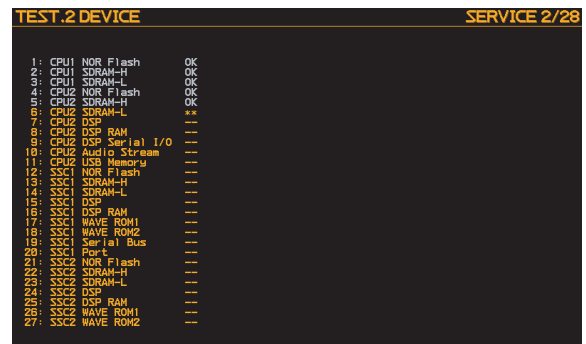 TEST.2 DEVICE SERVICE 2/28
1: CPU1 NOR Flash OK
2: CPU1 SDRAM-H OK
3: CPU1 SDRAM-L OK
4: CPU2 NOR Flash OK
5: CPU2 SDRAM-H OK
6: CPU2 SDRAM-L **
7: CPU2 DSP --
8: CPU2 DSP RAM --
9: CPU2 DSP Serial I/O --
10: CPU2 Audio Stream --
11: CPU2 USB Memory --
12: SSC1 NOR Flash --
13: SSC1 SDRAM-H --
14: SSC1 SDRAM-L --
15: SSC1 DSP --
16: SSC1 DSP RAM --
17: SSC1 WAVE ROM1 --
18: SSC1 WAVE ROM2 --
19: SSC1 Serial Bus --
20: SSC1 Port --
21: SSC2 NOR Flash --
22: SSC2 SDRAM-H --
23: SSC2 SDRAM-L --
24: SSC2 DSP --
25: SSC2 DSP RAM --
26: SSC2 WAVE ROM1 --
27: SSC2 WAVE ROM2 --